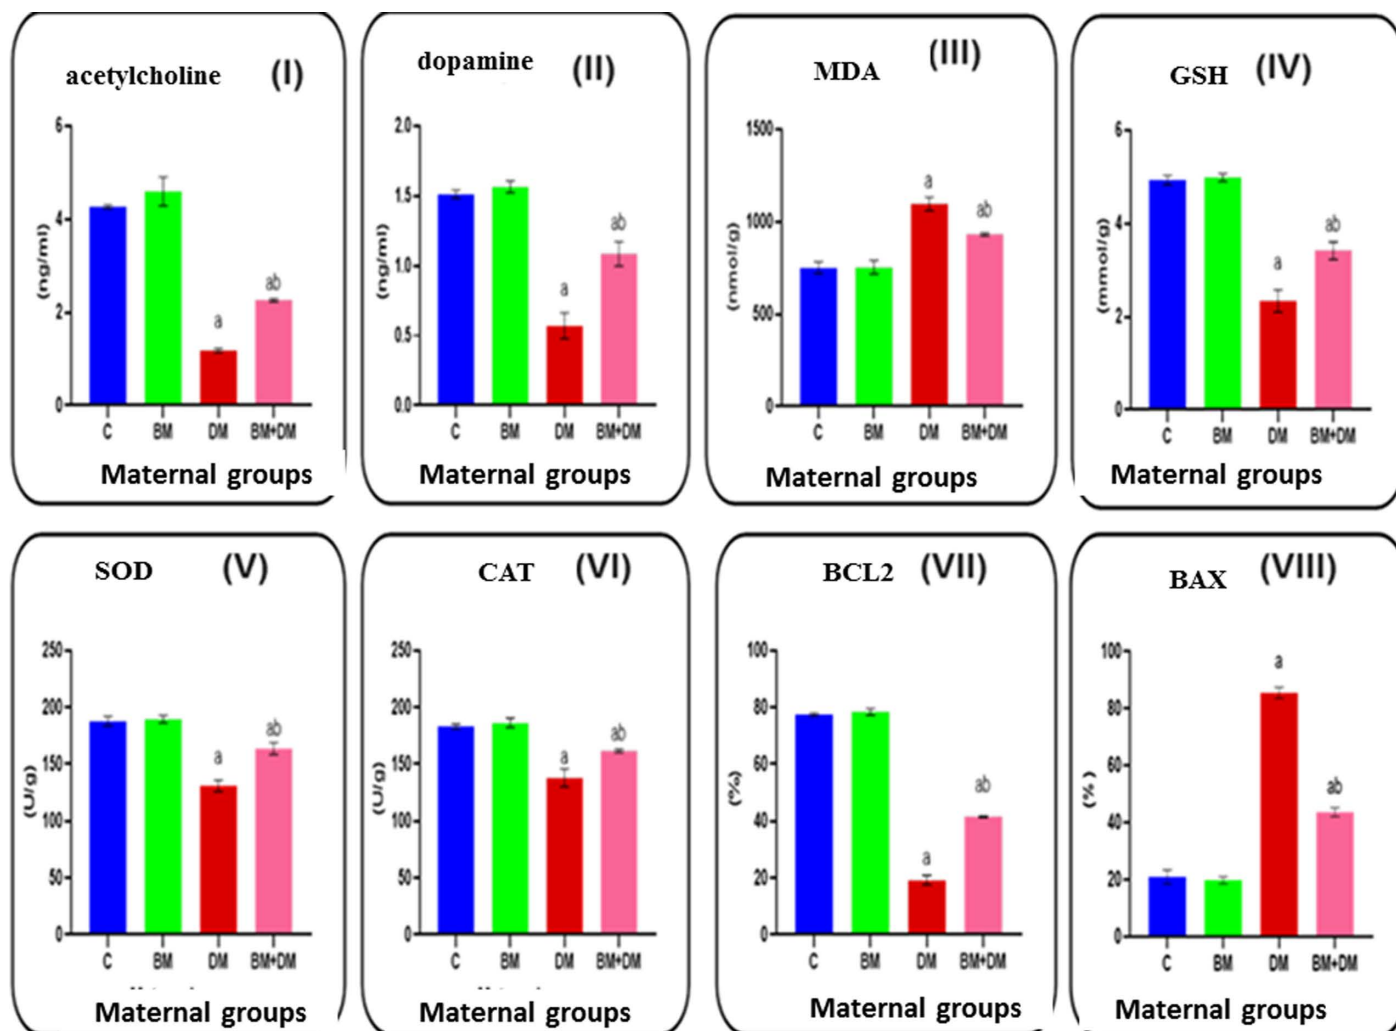 acetylcholine (I)
6
4
2
0
(ng/ml)
a
ab
C BM DM BM+DM
Maternal groups
dopamine (II)
2.0
1.5
1.0
0.5
0.0
(ng/ml)
a
ab
C BM DM BM+DM
Maternal groups
MDA (III)
1500
1000
500
0
(nmol/g)
a
ab
C BM DM BM+DM
Maternal groups
GSH (IV)
6
4
2
0
(mmol/g)
a
ab
C BM DM BM+DM
Maternal groups
SOD (V)
250
200
150
100
50
0
(U/g)
a
ab
C BM DM BM+DM
Maternal groups
CAT (VI)
250
200
150
100
50
0
(U/g)
a
ab
C BM DM BM+DM
Maternal groups
BCL2 (VII)
100
80
60
40
20
0
(%)
a
ab
C BM DM BM+DM
Maternal groups
BAX (VIII)
100
80
60
40
20
0
(%)
a
ab
C BM DM BM+DM
Maternal groups